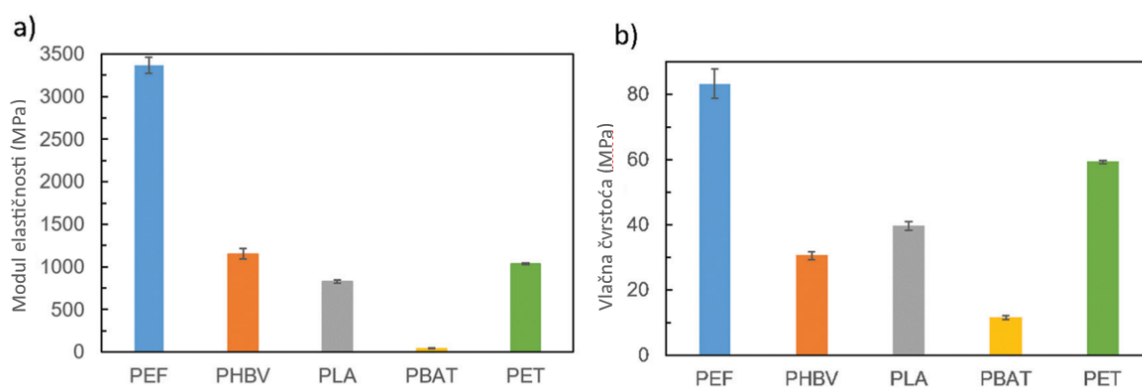 a)
Modul elastičnosti (MPa)
3500
3000
2500
2000
1500
1000
500
0
PEF PHBV PLA PBAT PET
b)
Vlačna čvrstoća (MPa)
80
60
40
20
0
PEF PHBV PLA PBAT PET